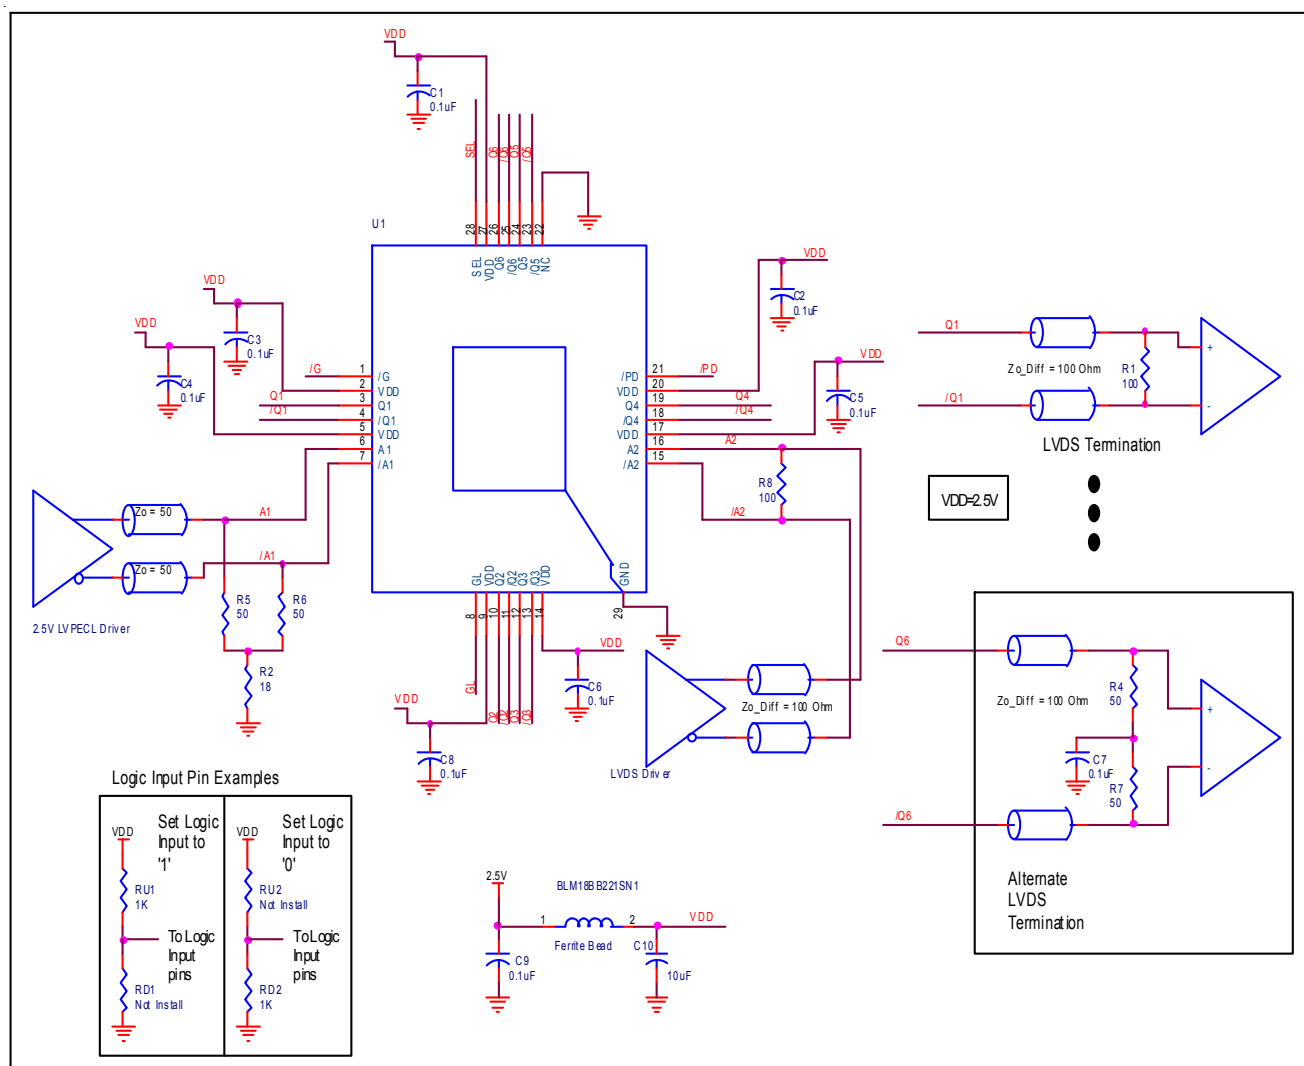 VDD
C1
0.1uF
SEL
Q6
/Q6
Q5
/Q5
U1
28
27
26
25
24
23
22
SEL
VDD
Q6
/Q6
Q5
/Q5
NC
VDD
C2
0.1uF
VDD
C3
0.1uF
VDD
C4
0.1uF
/G
Q1
/Q1
1
2
3
4
5
6
7
/G
VDD
Q1
/Q1
VDD
A1
/A1
/PD
VDD
Q4
/Q4
VDD
A2
/A2
21
20
19
18
17
16
15
/PD
Q4
/Q4
A2
VDD
C5
0.1uF
R8
100
/A2
Q1
/Q1
Zo_Diff = 100 Ohm
R1
100
+
-
LVDS Termination
VDD=2.5V
Zo = 50
Zo = 50
A1
/A1
2.5V LVPECL Driver
R5
50
R6
50
R2
18
GL
VDD
Q2
/Q2
Q3
/Q3
VDD
GND
8
9
10
11
12
13
14
29
GL
Q2
/Q2
Q3
/Q3
VDD
C6
0.1uF
VDD
C8
0.1uF
Zo_Diff = 100 Ohm
LVDS Driver
Q6
/Q6
Zo_Diff = 100 Ohm
R4
50
C7
0.1uF
R7
50
+
-
Alternate
LVDS
Termination
Logic Input Pin Examples
VDD
Set Logic
Input to
'1'
RU1
1K
To Logic
Input
pins
RD1
Not Install
VDD
Set Logic
Input to
'0'
RU2
Not Install
To Logic
Input
pins
RD2
1K
2.5V
BLM18BB221SN1
1
2
VDD
Ferrite Bead
C9
0.1uF
C10
10uF